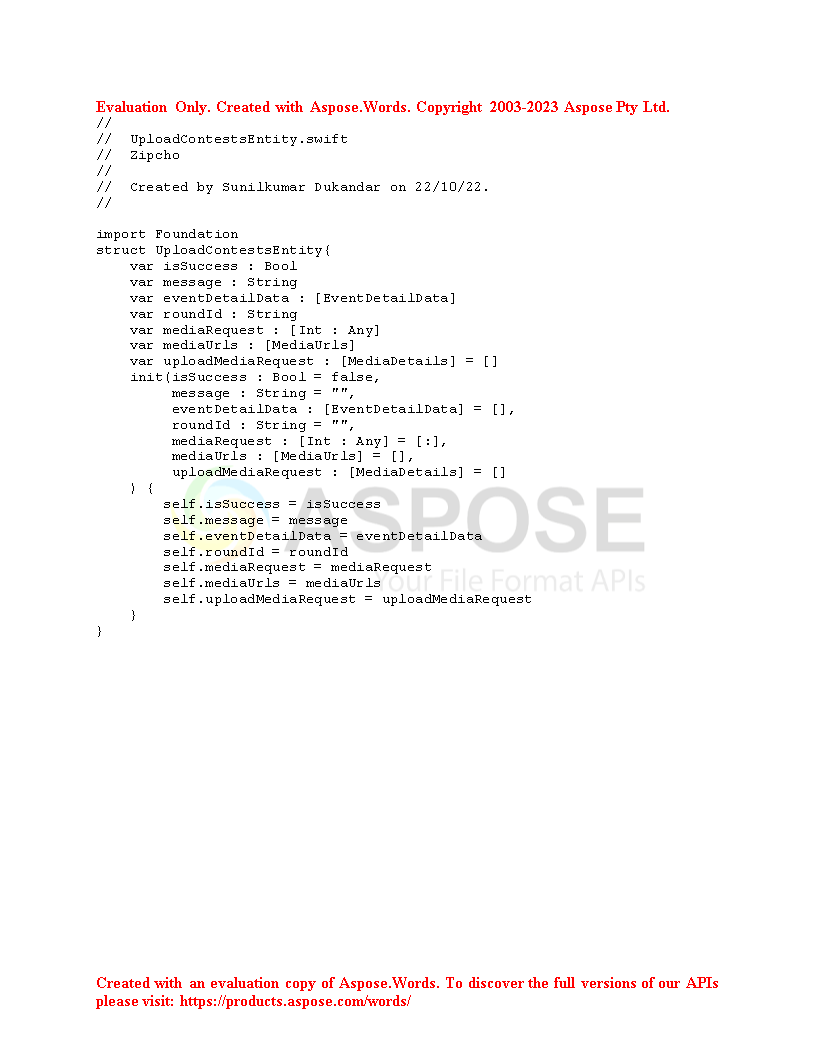 Evaluation Only. Created with Aspose.Words. Copyright 2003-2023 Aspose Pty Ltd.
//
//  UploadContestsEntity.swift
//  Zipcho
//
//  Created by Sunilkumar Dukandar on 22/10/22.
//

import Foundation
struct UploadContestsEntity{
    var isSuccess : Bool
    var message : String
    var eventDetailData : [EventDetailData]
    var roundId : String
    var mediaRequest : [Int : Any]
    var mediaUrls : [MediaUrls]
    var uploadMediaRequest : [MediaDetails] = []
    init(isSuccess : Bool = false,
         message : String = "",
         eventDetailData : [EventDetailData] = [],
         roundId : String = "",
         mediaRequest : [Int : Any] = [:],
         mediaUrls : [MediaUrls] = [],
         uploadMediaRequest : [MediaDetails] = []
    ) {
        self.isSuccess = isSuccess
        self.message = message
        self.eventDetailData = eventDetailData
        self.roundId = roundId
        self.mediaRequest = mediaRequest
        self.mediaUrls = mediaUrls
        self.uploadMediaRequest = uploadMediaRequest
    }
}
ASPOSE
Your File Format APIs
Created with an evaluation copy of Aspose.Words. To discover the full versions of our APIs
please visit: https://products.aspose.com/words/